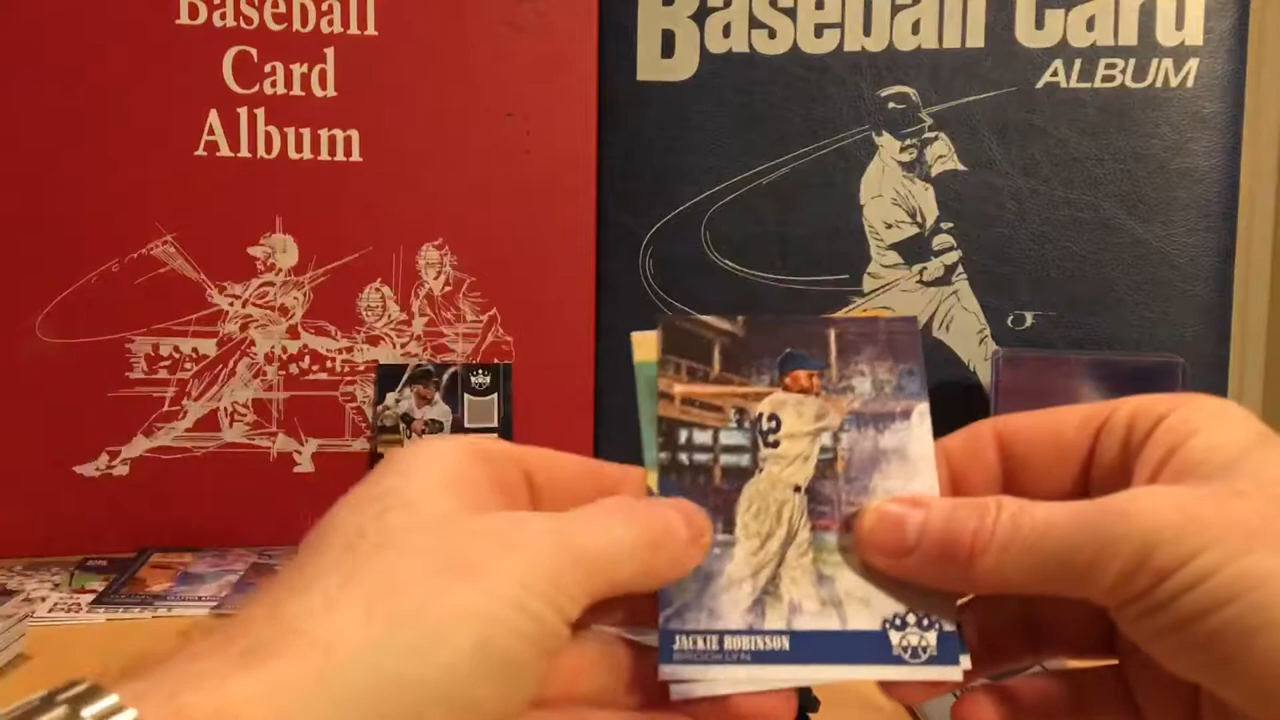 Baseball
Card
Album
Baseball Card
ALBUM
42
JACKIE ROBINSON
BROOKLYN